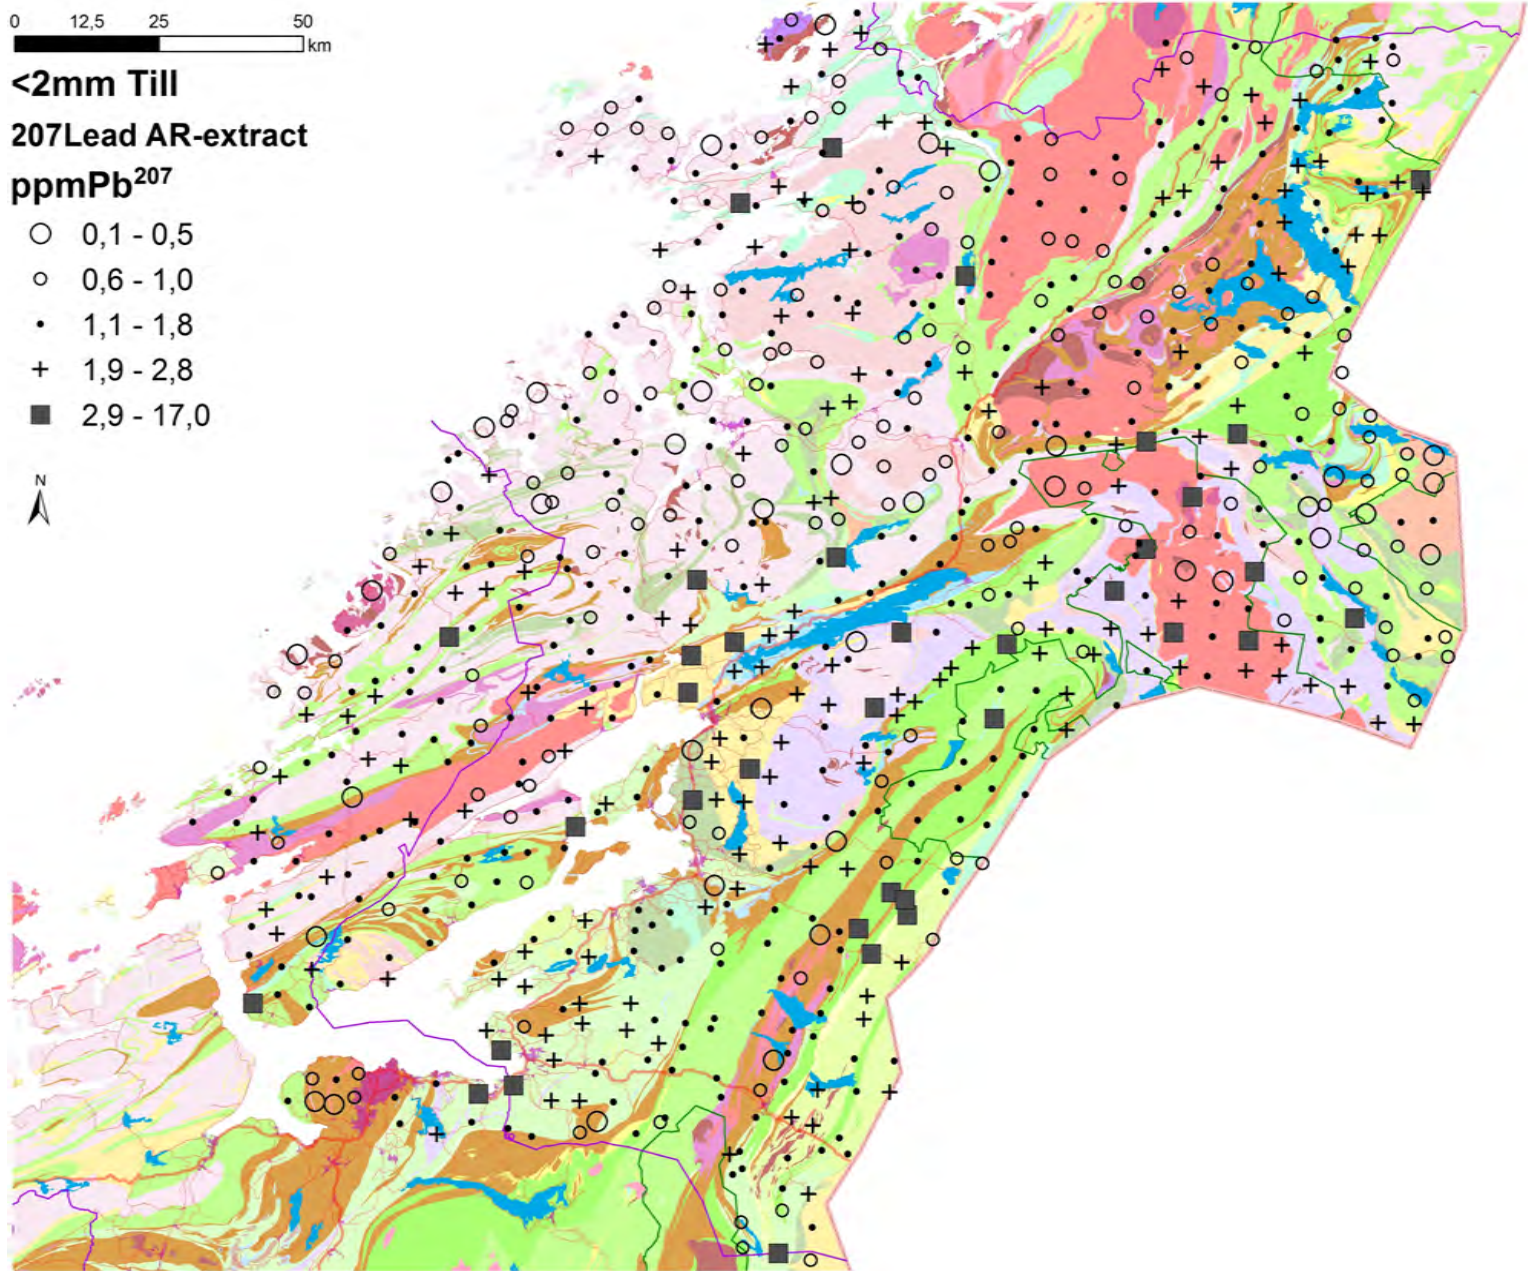 0 12,5 25 50
km
<2mm Till
207Lead AR-extract
ppmPb²⁰⁷
0,1 - 0,5
0,6 - 1,0
1,1 - 1,8
1,9 - 2,8
2,9 - 17,0
N